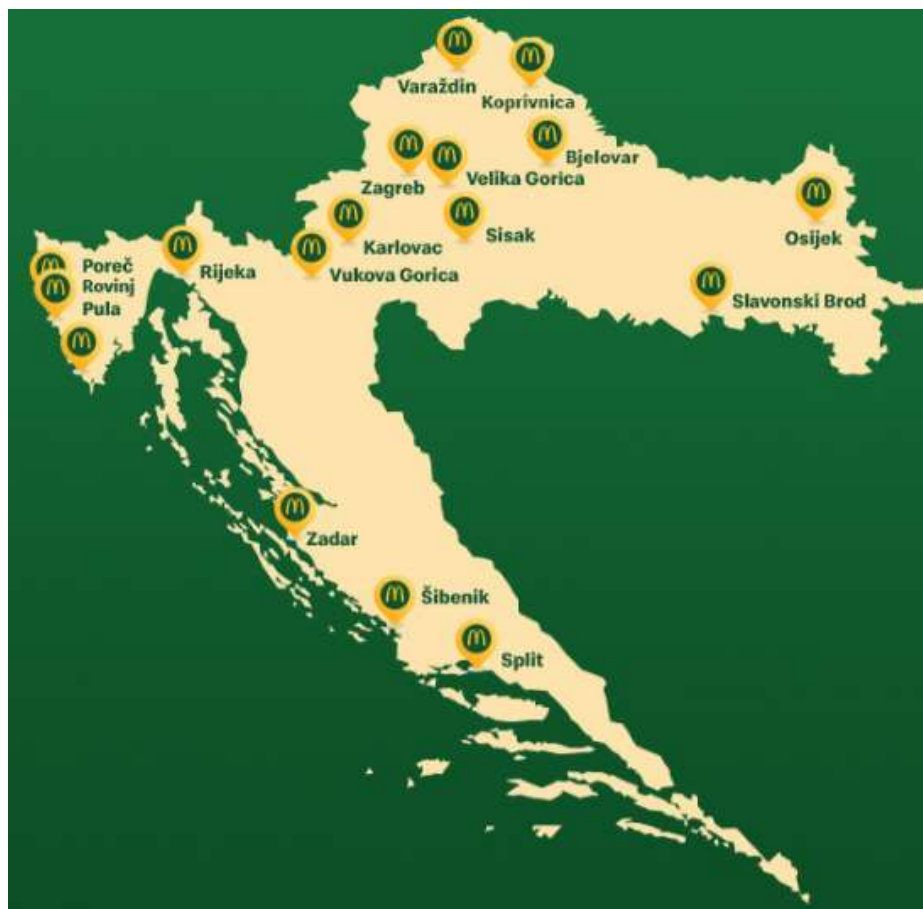 Varaždin
Koprivnica
Bjelovar
Zagreb
Velika Gorica
Karlovac
Sisak
Osijek
Poreč
Rijeka
Vukova Gorica
Rovinj
Pula
Slavonski Brod
Zadar
Šibenik
Split